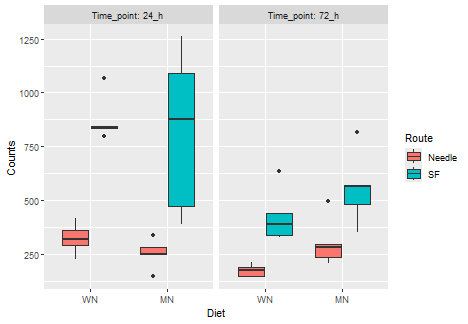 Time_point: 24_h
Time_point: 72_h
Counts
1250
1000
750
500
250
WN
MN
WN
MN
Diet
Route
Needle
SF